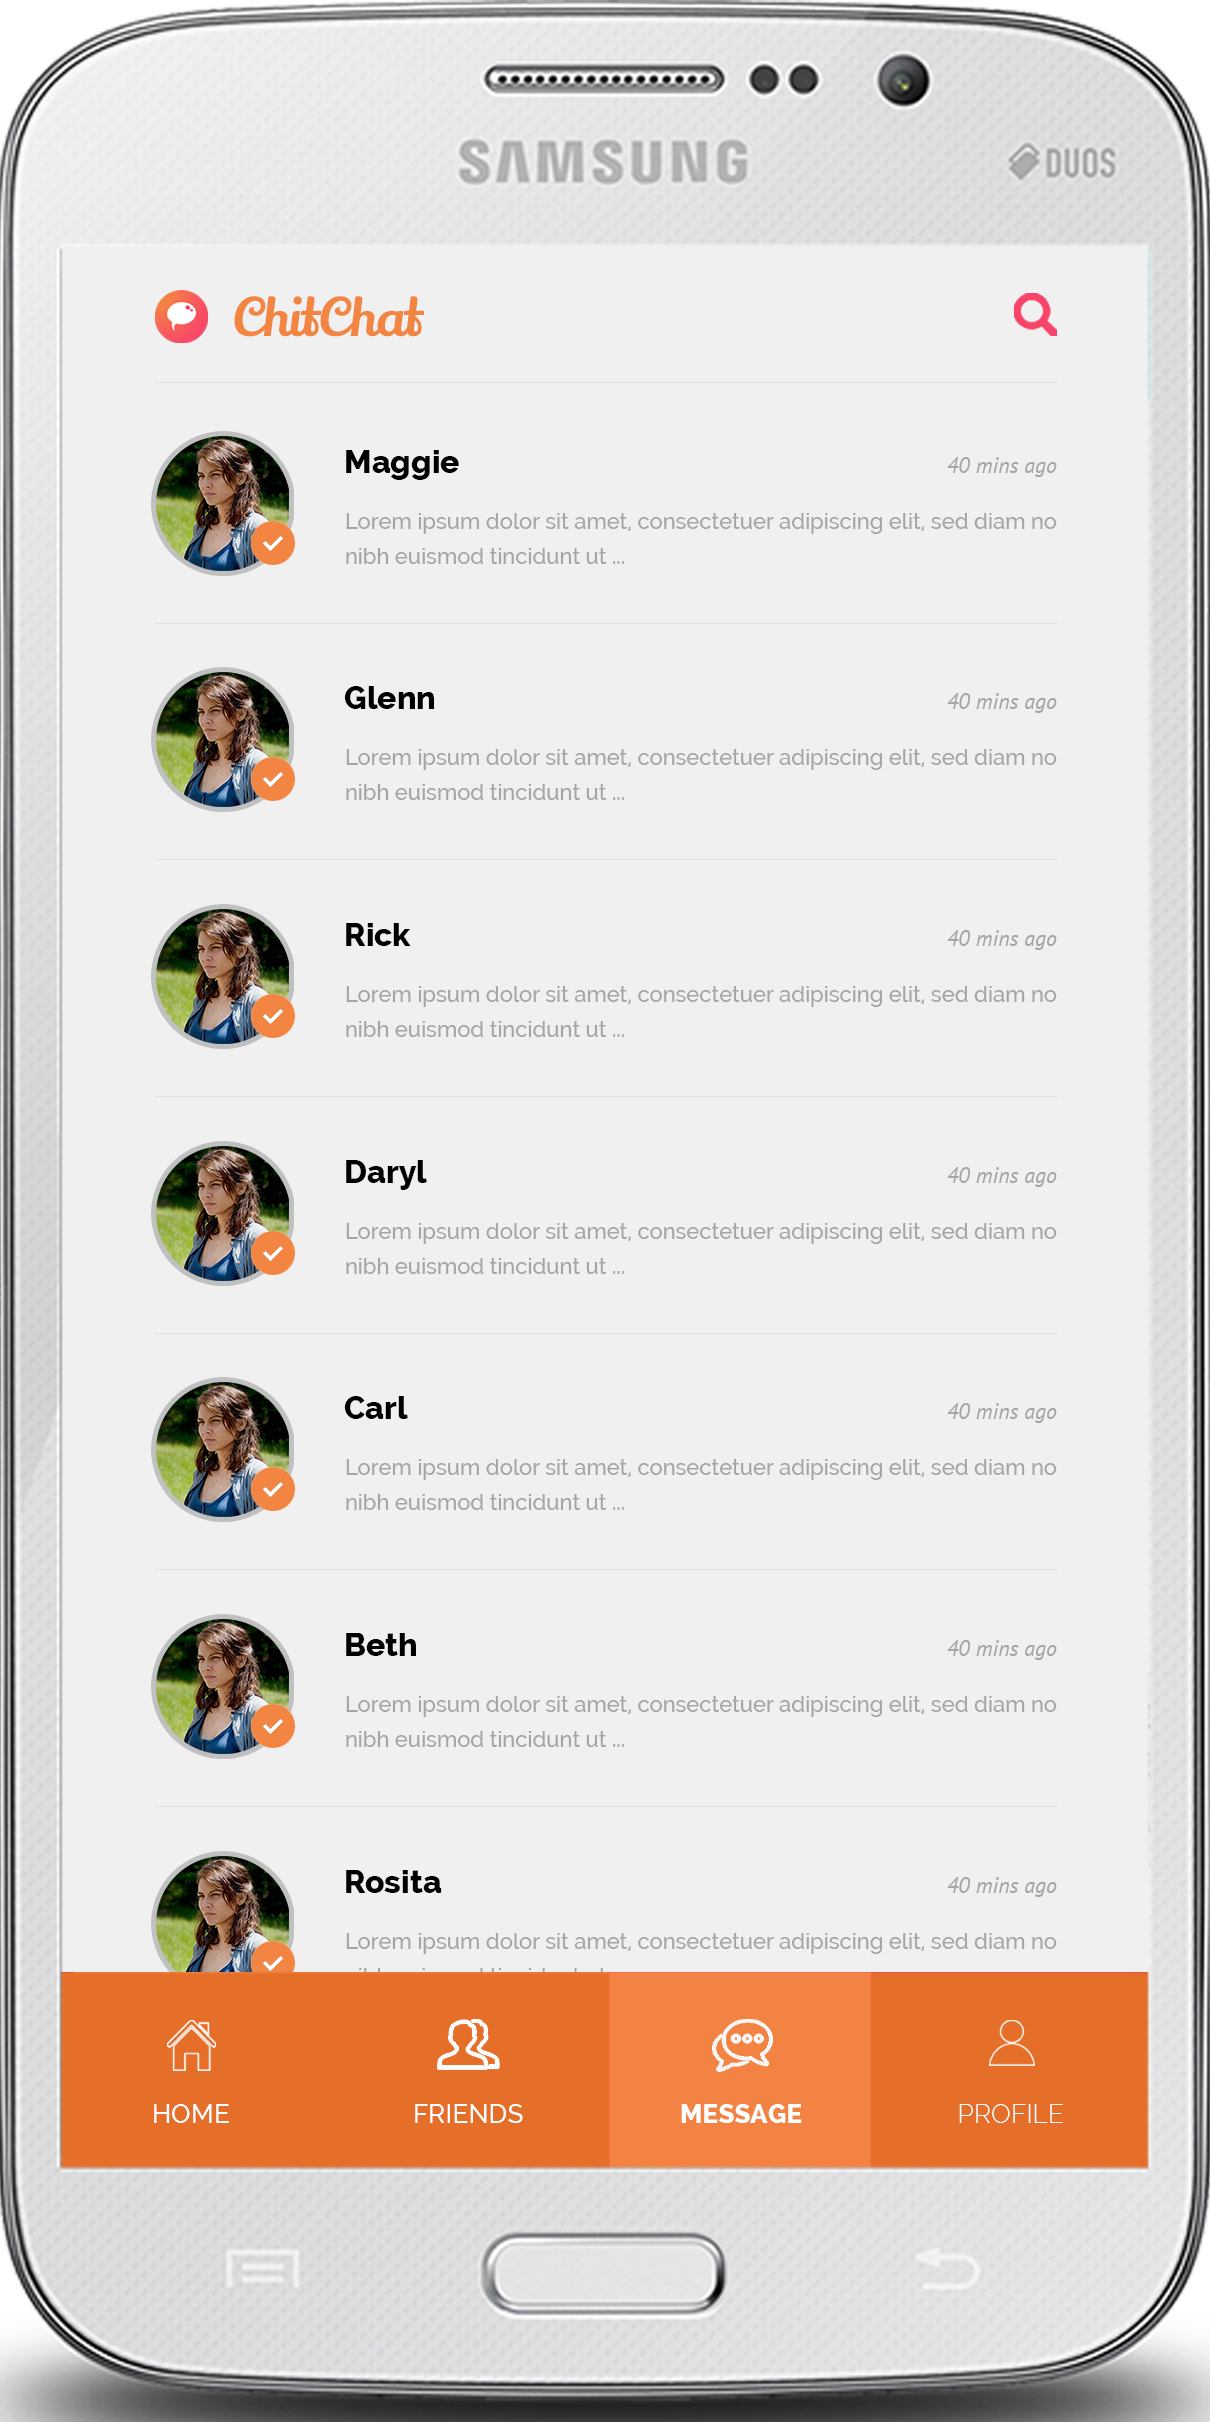 SAMSUNG
DUOS
ChitChat
Maggie
40 mins ago
Lorem ipsum dolor sit amet, consectetuer adipiscing elit, sed diam no
nibh euismod tincidunt ut ...
Glenn
40 mins ago
Lorem ipsum dolor sit amet, consectetuer adipiscing elit, sed diam no
nibh euismod tincidunt ut ...
Rick
40 mins ago
Lorem ipsum dolor sit amet, consectetuer adipiscing elit, sed diam no
nibh euismod tincidunt ut ...
Daryl
40 mins ago
Lorem ipsum dolor sit amet, consectetuer adipiscing elit, sed diam no
nibh euismod tincidunt ut ...
Carl
40 mins ago
Lorem ipsum dolor sit amet, consectetuer adipiscing elit, sed diam no
nibh euismod tincidunt ut ...
Beth
40 mins ago
Lorem ipsum dolor sit amet, consectetuer adipiscing elit, sed diam no
nibh euismod tincidunt ut ...
Rosita
40 mins ago
Lorem ipsum dolor sit amet, consectetuer adipiscing elit, sed diam no
HOME
FRIENDS
MESSAGE
PROFILE